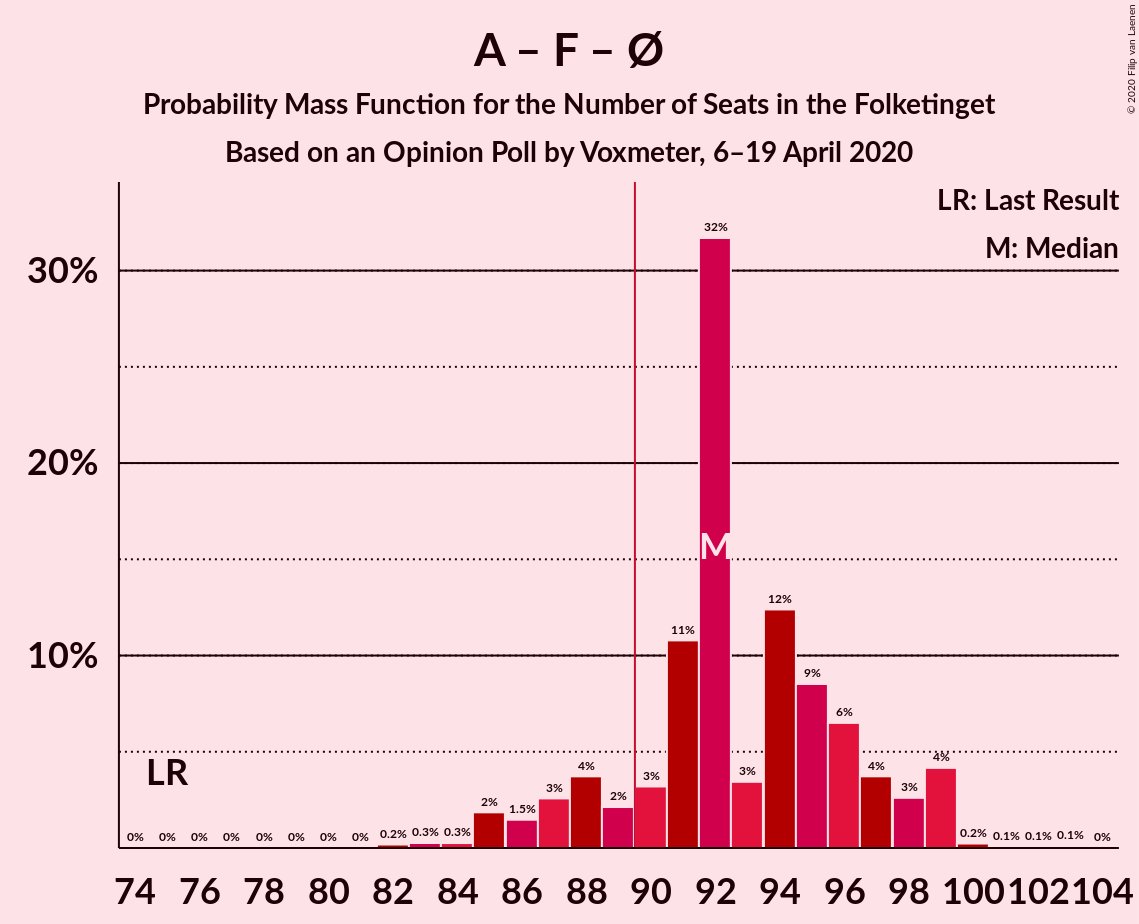 A – F – Ø
Probability Mass Function for the Number of Seats in the Folketinget
Based on an Opinion Poll by Voxmeter, 6–19 April 2020
© 2020 Filip van Laenen
LR: Last Result
M: Median
30%
20%
10%
LR
M
0% 0% 0% 0% 0% 0% 0% 0% 0.2% 0.3% 0.3% 2% 1.5% 3% 4% 2% 3% 11% 32% 3% 12% 9% 6% 4% 3% 4% 0.2% 0.1% 0.1% 0.1% 0%
74 76 78 80 82 84 86 88 90 92 94 96 98 100 102 104